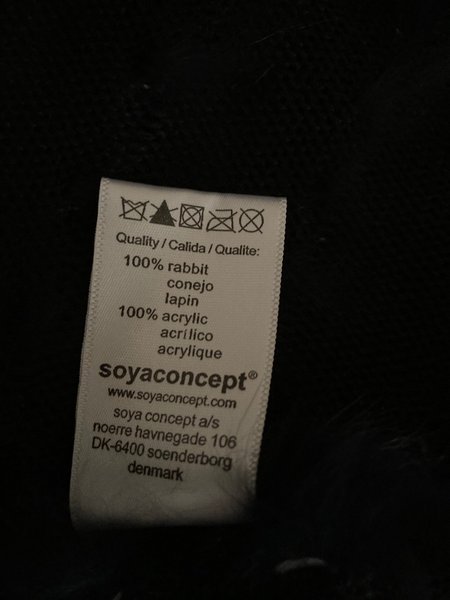 Quality / Calida / Qualite:
100% rabbit
conejo
lapin
100% acrylic
acrílico
acrylique
soyaconcept®
www.soyaconcept.com
soya concept a/s
noerre havnegade 106
DK-6400 soenderborg
denmark